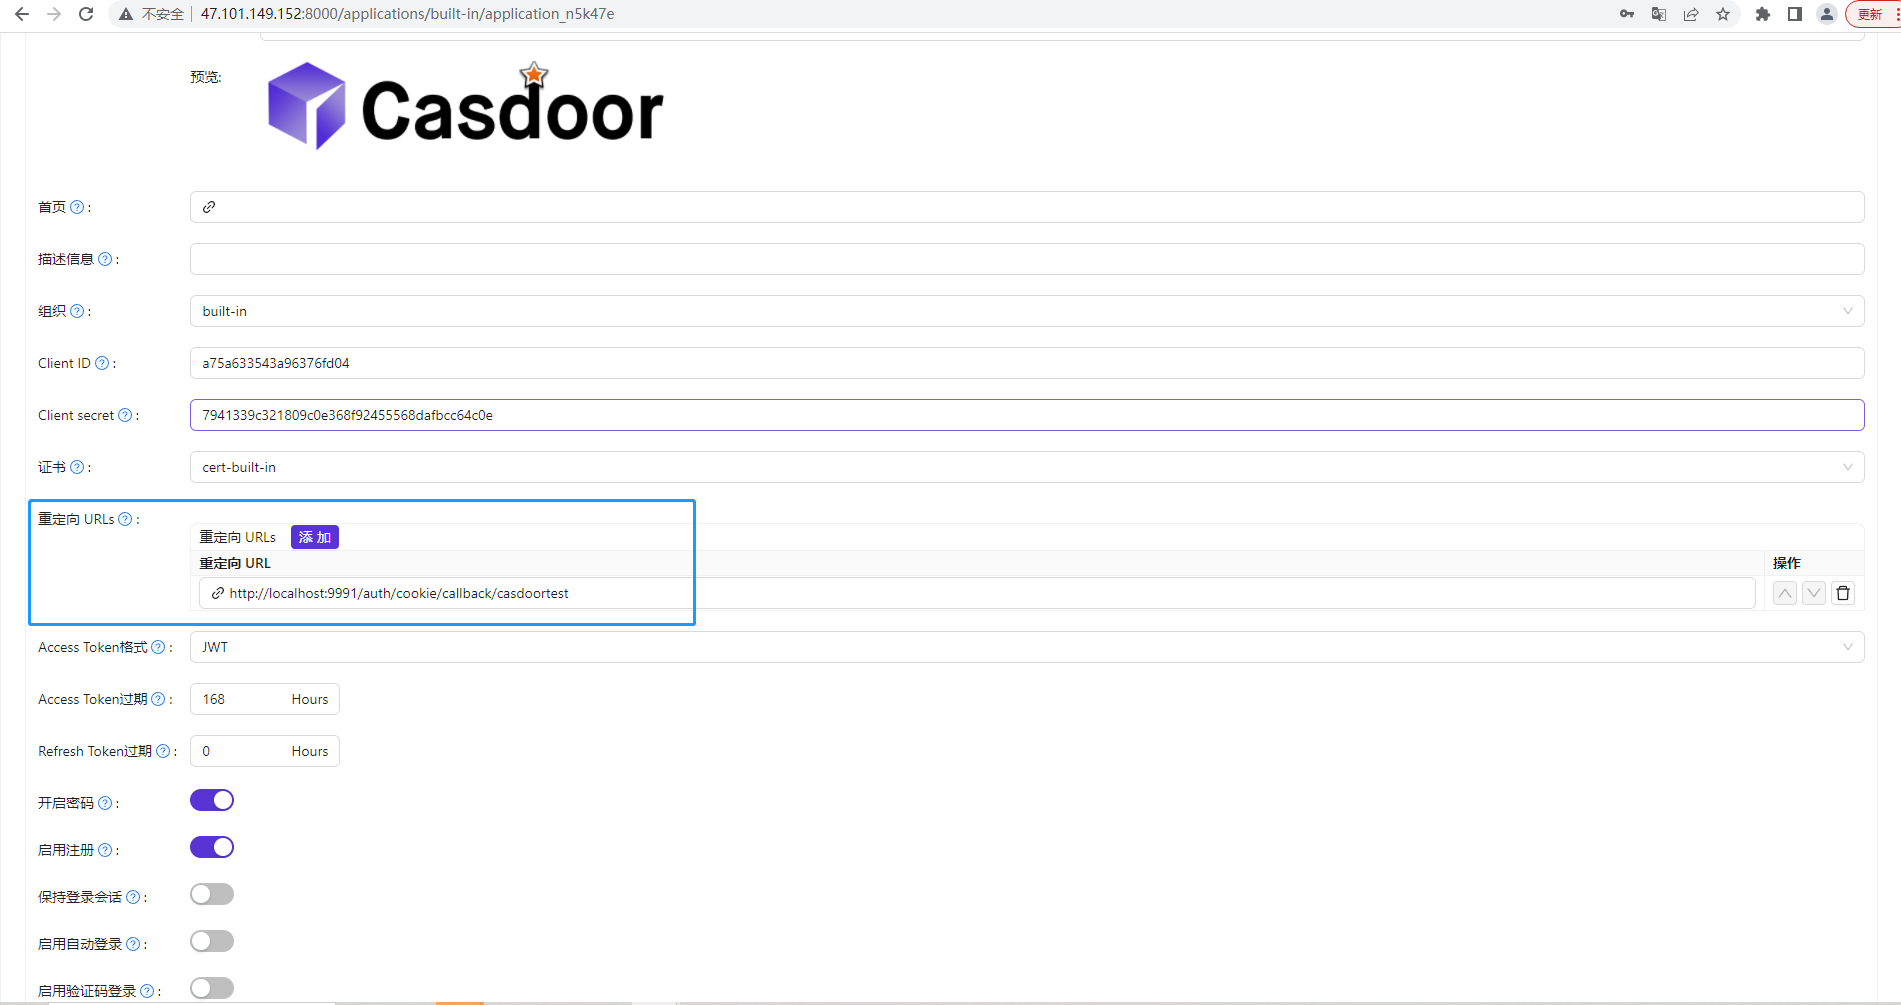 不安全 47.101.149.152:8000/applications/built-in/application_n5k47e 更新
预览:
Casdoor
首页 ? :
描述信息 ? :
组织 ? : built-in
Client ID ? : a75a633543a96376fd04
Client secret ? : 7941339c321809c0e368f92455568dafbcc64c0e
证书 ? : cert-built-in
重定向 URLs ? :
重定向 URLs 添加
重定向 URL 操作
http://localhost:9991/auth/cookie/callback/casdoortest
Access Token格式 ? : JWT
Access Token过期 ? : 168 Hours
Refresh Token过期 ? : 0 Hours
开启密码 ? :
启用注册 ? :
保持登录会话 ? :
启用自动登录 ? :
启用验证码登录 ? :